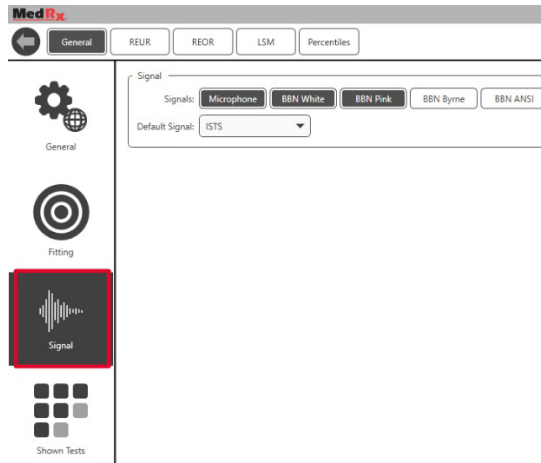 MedRx
General REUR REOR LSM Percentiles
Signal
Signals: Microphone BBN White BBN Pink BBN Byrne BBN ANSI
Default Signal: ISTS
General
Fitting
Signal
Shown Tests